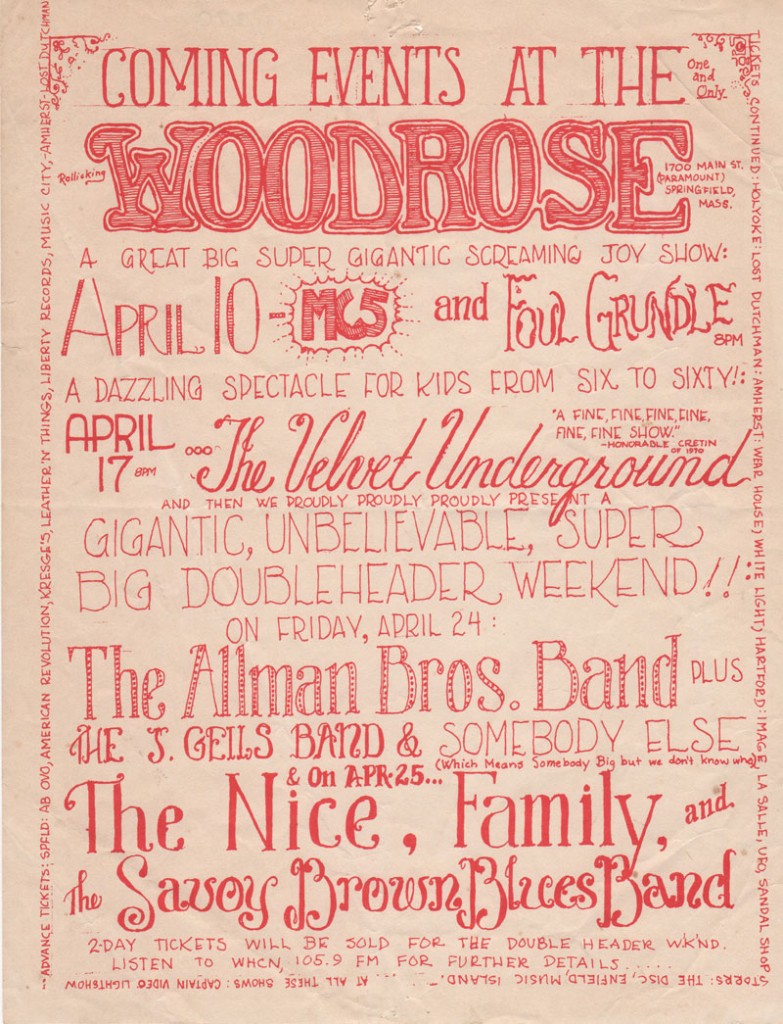 COMING EVENTS AT THE
One and Only
Rollicking
WOODROSE
1700 MAIN ST.
(PARAMOUNT)
SPRINGFIELD,
MASS.
A GREAT BIG SUPER GIGANTIC SCREAMING JOY SHOW:
APRIL 10 - MC5 and FOUL GRUNDLE
8PM
A DAZZLING SPECTACLE FOR KIDS FROM SIX TO SIXTY!:
APRIL 17 8PM ... The Velvet Underground
"A FINE, FINE, FINE, FINE,
FINE, FINE SHOW."
-HONORABLE CRETIN
OF 1970
AND THEN WE PROUDLY PROUDLY PROUDLY PRESENT A
GIGANTIC, UNBELIEVABLE, SUPER
BIG DOUBLEHEADER WEEKEND!!:
ON FRIDAY, APRIL 24:
The Allman Bros. Band PLUS
THE J. GEILS BAND & SOMEBODY ELSE
(Which Means Somebody Big but we don't know who)
& On APR. 25...
The Nice, Family, and
The Savoy Brown Blues Band
2-DAY TICKETS WILL BE SOLD FOR THE DOUBLE HEADER W.K'ND.
LISTEN TO WHCN, 105.9 FM FOR FURTHER DETAILS.....
--ADVANCE TICKETS: SPFLD: AB OVO, AMERICAN REVOLUTION, KRESGE'S, LEATHER'N THINGS, LIBERTY RECORDS, MUSIC CITY,-AMHERST-LOST DUTCHMAN
TICKETS CONTINUED: HOLYOKE: LOST DUTCHMAN: AMHERST: WEAR HOUSE, WHITE LIGHT, HARTFORD: IMAGE, LA SALLE, URO, SANDAL SHOP
STORRS: THE DISC, ENFIELD, MUSIC ISLAND.- ... AT ALL THESE SHOWS: CAPTAIN VIDEO LIGHTSHOW